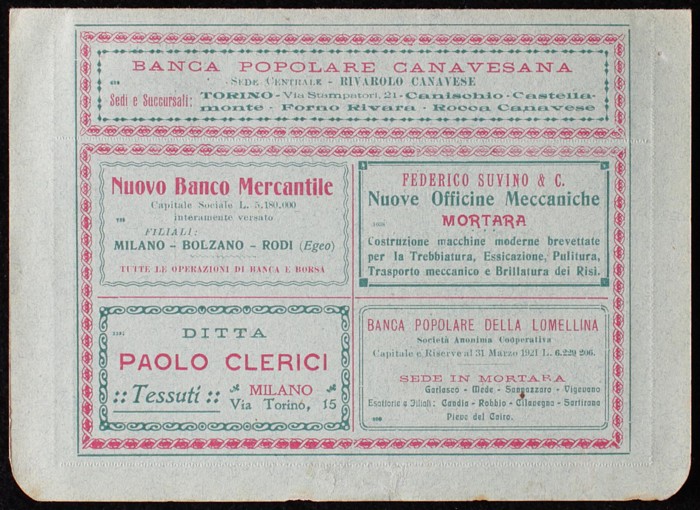 BANCA POPOLARE CANAVESANA
SEDE CENTRALE - RIVAROLO CANAVESE
Sedi e Succursali: TORINO - Via Stampatori, 21 - Canischio - Castella-
monte - Forno Rivara - Rocca Canavese
Nuovo Banco Mercantile
Capitale Sociale L. 5.180.000
interamente versato
FILIALI:
MILANO - BOLZANO - RODI (Egeo)
TUTTE LE OPERAZIONI DI BANCA E BORSA
FEDERICO SUVINO & C.
Nuove Officine Meccaniche
MORTARA
Costruzione macchine moderne brevettate
per la Trebbiatura, Essicazione, Pulitura,
Trasporto meccanico e Brillatura dei Risi.
DITTA
PAOLO CLERICI
:: Tessuti :: MILANO
Via Torino, 15
BANCA POPOLARE DELLA LOMELLINA
Società Anonima Cooperativa
Capitale e Riserve al 31 Marzo 1921 L. 6.229.206.
SEDE IN MORTARA
Garlasco - Mede - Sannazzaro - Vigevano
Esattorie e Filiali: Candia - Robbio - Cilavegna - Sartirana
Pieve del Cairo.